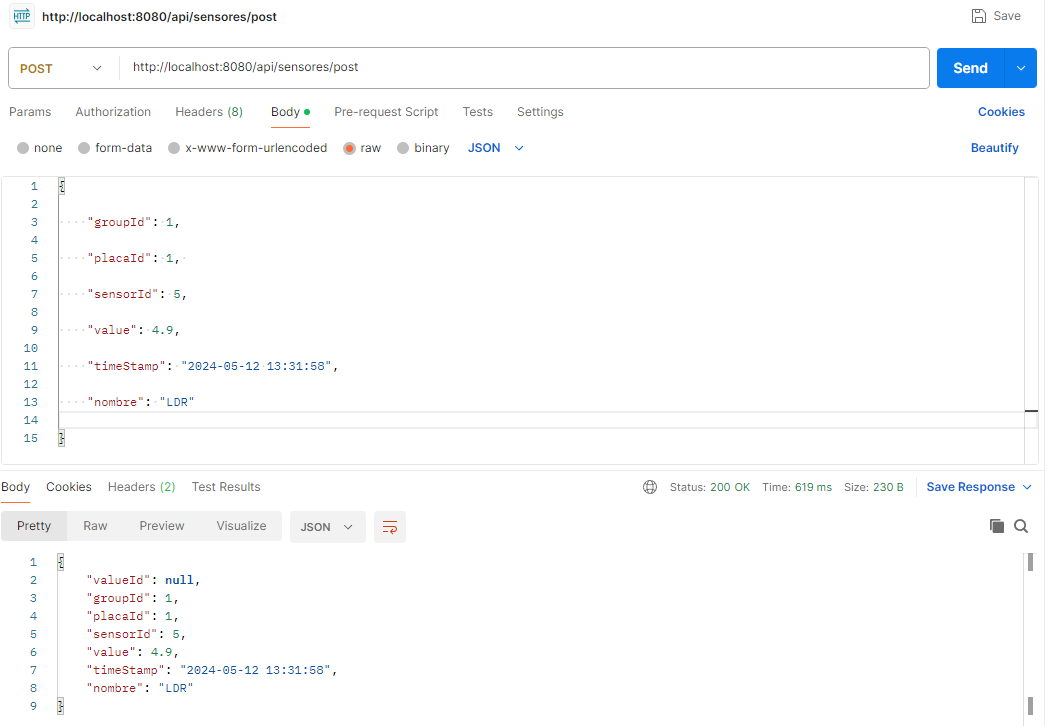 HTTP http://localhost:8080/api/sensores/post Save
POST http://localhost:8080/api/sensores/post Send
Params Authorization Headers (8) Body Pre-request Script Tests Settings Cookies
none form-data x-www-form-urlencoded raw binary JSON Beautify
1 {
2
3 "groupId": 1,
4
5 "placaId": 1,
6
7 "sensorId": 5,
8
9 "value": 4.9,
10
11 "timeStamp": "2024-05-12 13:31:58",
12
13 "nombre": "LDR"
14
15 }
Body Cookies Headers (2) Test Results Status: 200 OK Time: 619 ms Size: 230 B Save Response
Pretty Raw Preview Visualize JSON
1 {
2 "valueId": null,
3 "groupId": 1,
4 "placaId": 1,
5 "sensorId": 5,
6 "value": 4.9,
7 "timeStamp": "2024-05-12 13:31:58",
8 "nombre": "LDR"
9 }